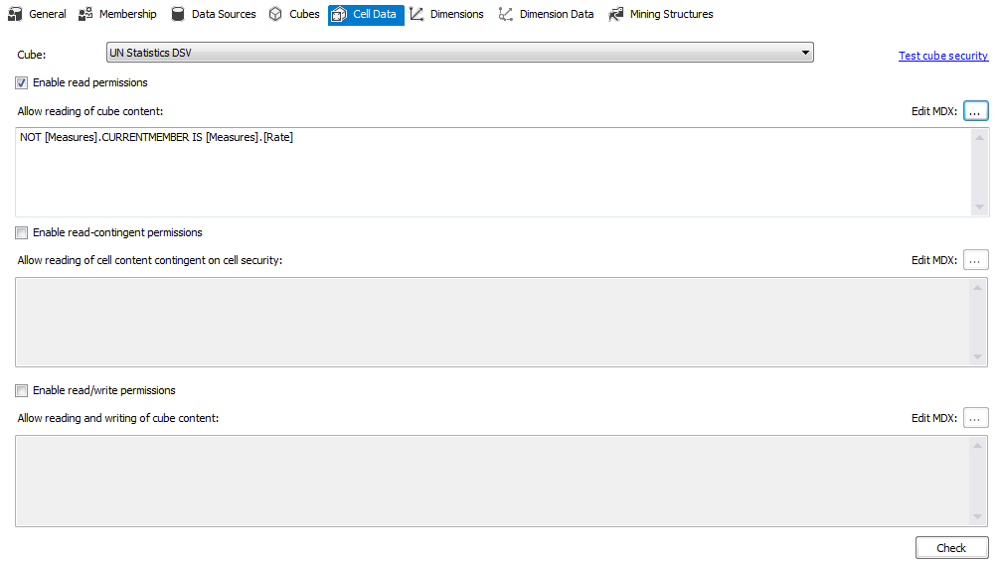 General Membership Data Sources Cubes Cell Data Dimensions Dimension Data Mining Structures
Cube: UN Statistics DSV Test cube security
Enable read permissions
Allow reading of cube content: Edit MDX: ...
NOT [Measures].CURRENTMEMBER IS [Measures].[Rate]
Enable read-contingent permissions
Allow reading of cell content contingent on cell security: Edit MDX: ...
Enable read/write permissions
Allow reading and writing of cube content: Edit MDX: ...
Check